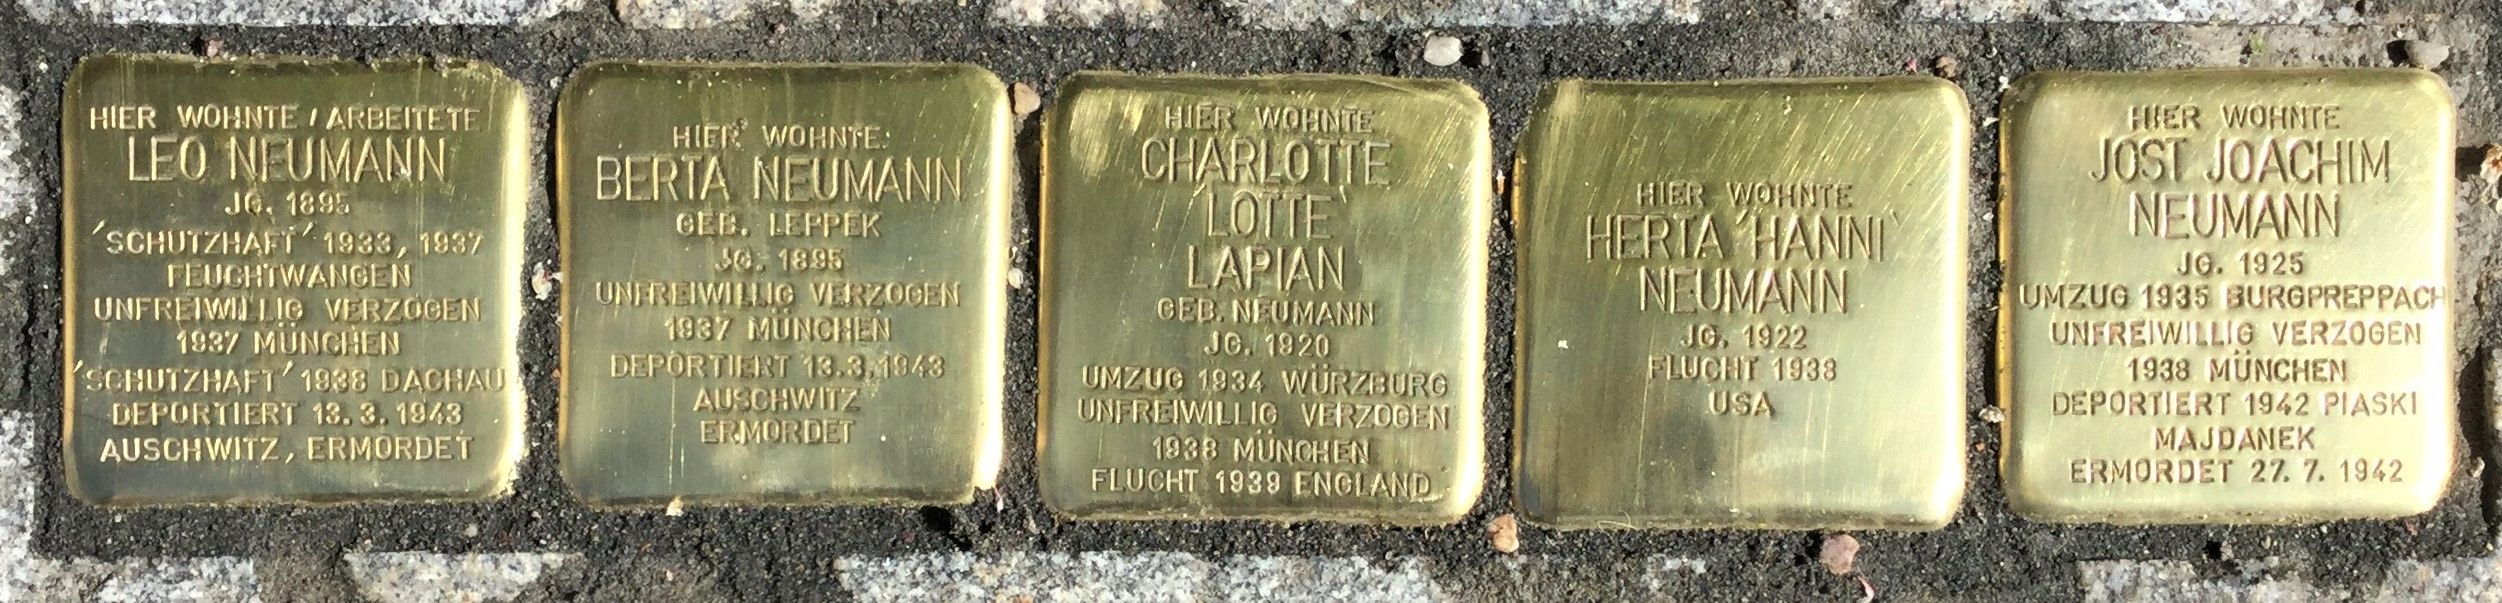 HIER WOHNTE / ARBEITETE
LEO NEUMANN
JG. 1895
'SCHUTZHAFT' 1933, 1937
FEUCHTWANGEN
UNFREIWILLIG VERZOGEN
1937 MÜNCHEN
'SCHUTZHAFT' 1938 DACHAU
DEPORTIERT 13.3.1943
AUSCHWITZ, ERMORDET
HIER WOHNTE
BERTA NEUMANN
GEB. LEPPEK
JG. 1895
UNFREIWILLIG VERZOGEN
1937 MÜNCHEN
DEPORTIERT 13.3.1943
AUSCHWITZ
ERMORDET
HIER WOHNTE
CHARLOTTE
'LOTTE'
LAPIAN
GEB. NEUMANN
JG. 1920
UMZUG 1934 WÜRZBURG
UNFREIWILLIG VERZOGEN
1938 MÜNCHEN
FLUCHT 1939 ENGLAND
HIER WOHNTE
HERTA 'HANNI'
NEUMANN
JG. 1922
FLUCHT 1938
USA
HIER WOHNTE
JOST JOACHIM
NEUMANN
JG. 1925
UMZUG 1935 BURGPREPPACH
UNFREIWILLIG VERZOGEN
1938 MÜNCHEN
DEPORTIERT 1942 PIASKI
MAJDANEK
ERMORDET 27.7.1942